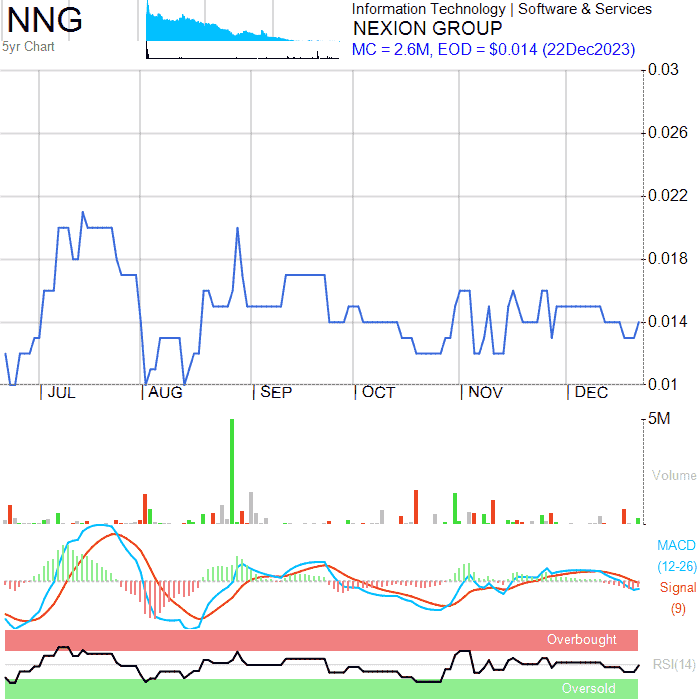 NNG
5yr Chart
Information Technology | Software & Services
NEXION GROUP
MC = 2.6M, EOD = $0.014 (22Dec2023)
0.03
0.026
0.022
0.018
0.014
0.01
| JUL | AUG | SEP | OCT | NOV | DEC
5M
Volume
MACD
(12-26)
Signal
(9)
Overbought
RSI(14)
Oversold